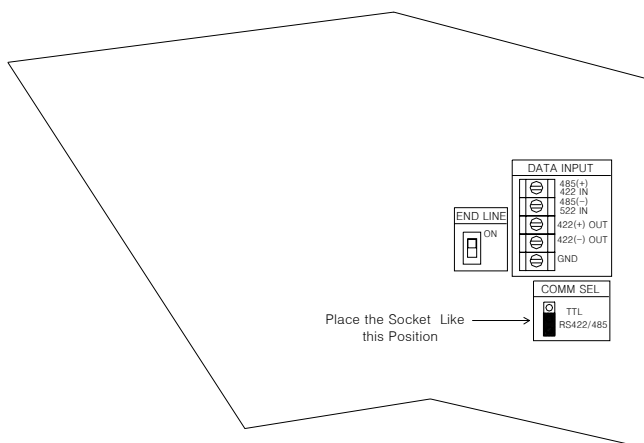 DATA INPUT
485(+)
422 IN
485(-)
522 IN
422(+) OUT
422(-) OUT
GND
END LINE
ON
COMM SEL
TTL
RS422/485
Place the Socket Like
this Position